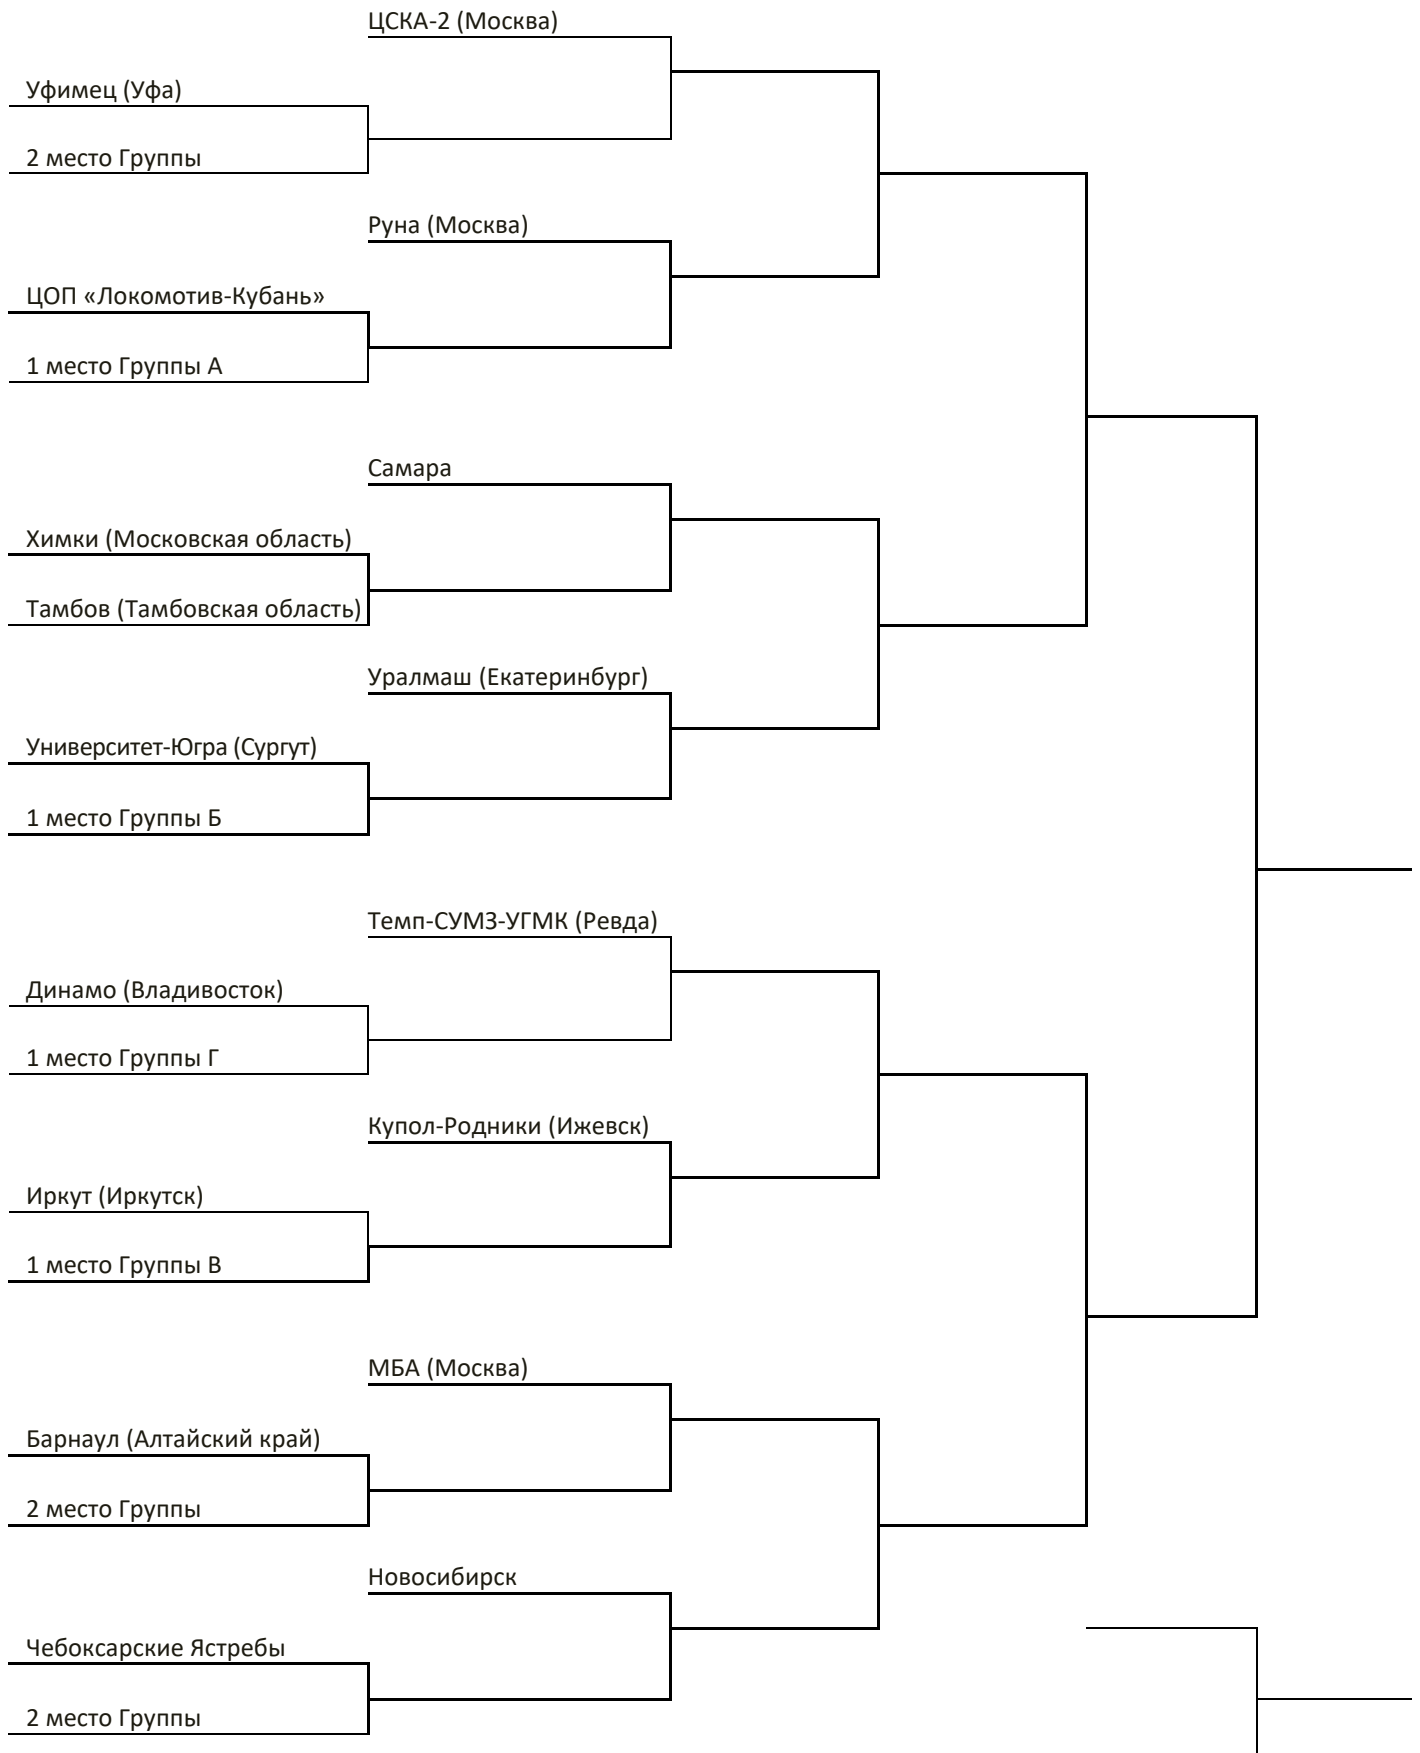 ЦСКА-2 (Москва)
Уфимец (Уфа)
2 место Группы
Руна (Москва)
ЦОП «Локомотив-Кубань»
1 место Группы А
Самара
Химки (Московская область)
Тамбов (Тамбовская область)
Уралмаш (Екатеринбург)
Университет-Югра (Сургут)
1 место Группы Б
Темп-СУМЗ-УГМК (Ревда)
Динамо (Владивосток)
1 место Группы Г
Купол-Родники (Ижевск)
Иркут (Иркутск)
1 место Группы В
МБА (Москва)
Барнаул (Алтайский край)
2 место Группы
Новосибирск
Чебоксарские Ястребы
2 место Группы